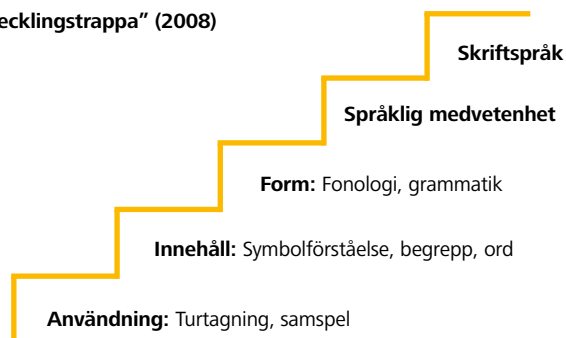 ecklingstrappa” (2008)
Skriftspråk
Språklig medvetenhet
Form: Fonologi, grammatik
Innehåll: Symbolförståelse, begrepp, ord
Användning: Turtagning, samspel